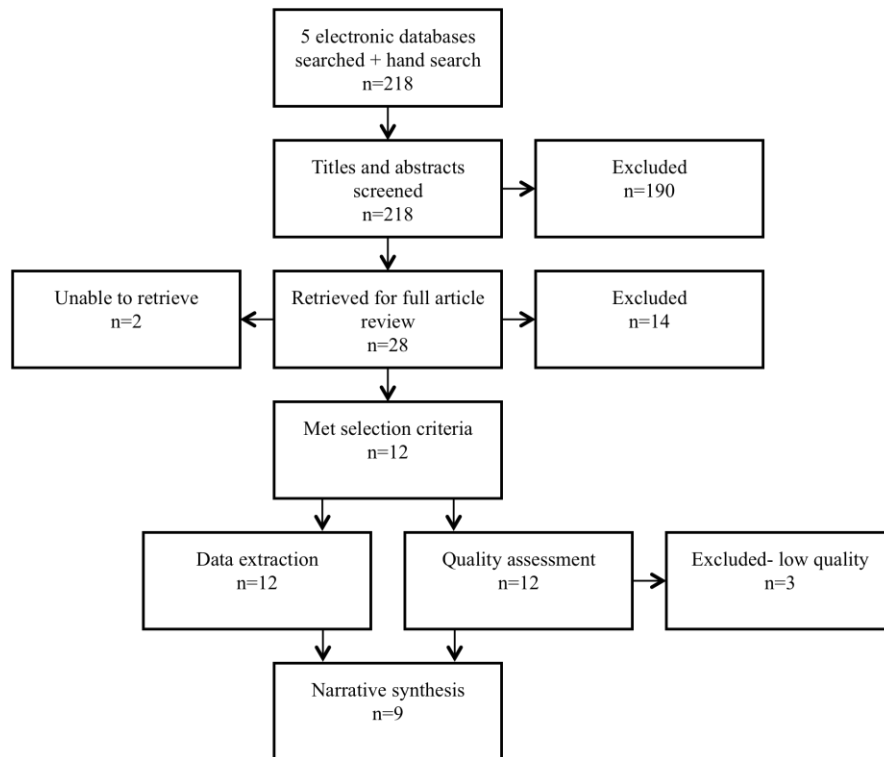 5 electronic databases
searched + hand search
n=218
Titles and abstracts
screened
n=218
Excluded
n=190
Unable to retrieve
n=2
Retrieved for full article
review
n=28
Excluded
n=14
Met selection criteria
n=12
Data extraction
n=12
Quality assessment
n=12
Excluded- low quality
n=3
Narrative synthesis
n=9